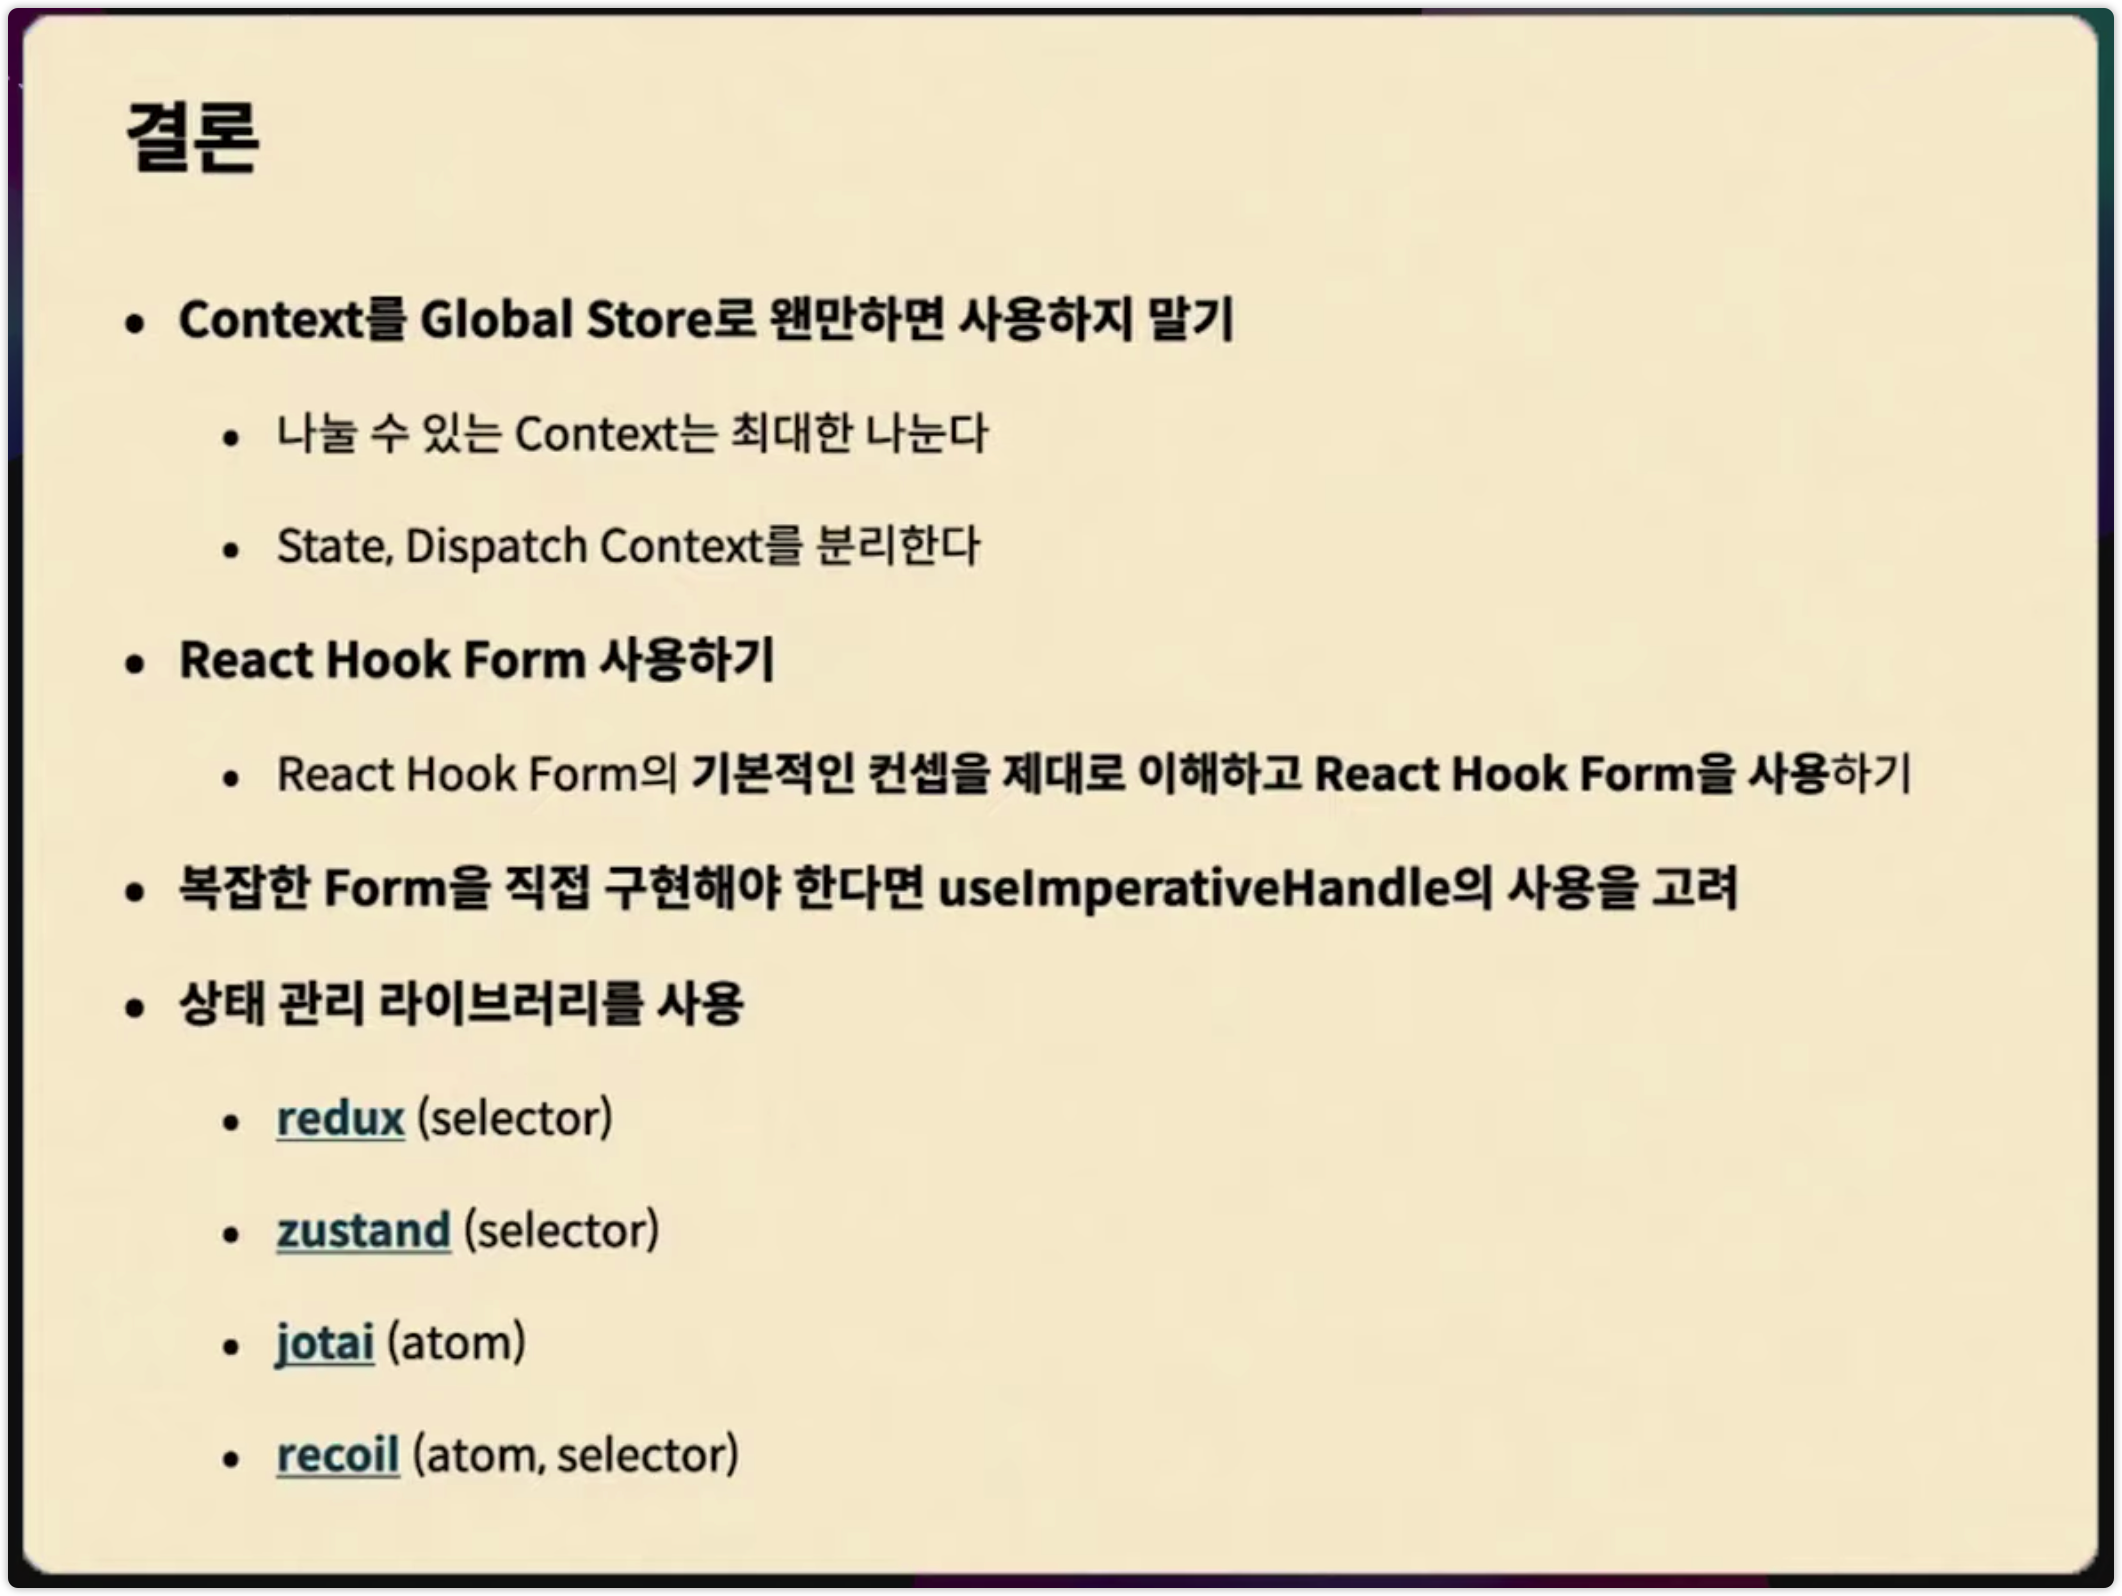 결론
• Context를 Global Store로 왠만하면 사용하지 말기
• 나눌 수 있는 Context는 최대한 나눈다
• State, Dispatch Context를 분리한다
• React Hook Form 사용하기
• React Hook Form의 기본적인 컨셉을 제대로 이해하고 React Hook Form을 사용하기
• 복잡한 Form을 직접 구현해야 한다면 useImperativeHandle의 사용을 고려
• 상태 관리 라이브러리를 사용
• redux (selector)
• zustand (selector)
• jotai (atom)
• recoil (atom, selector)